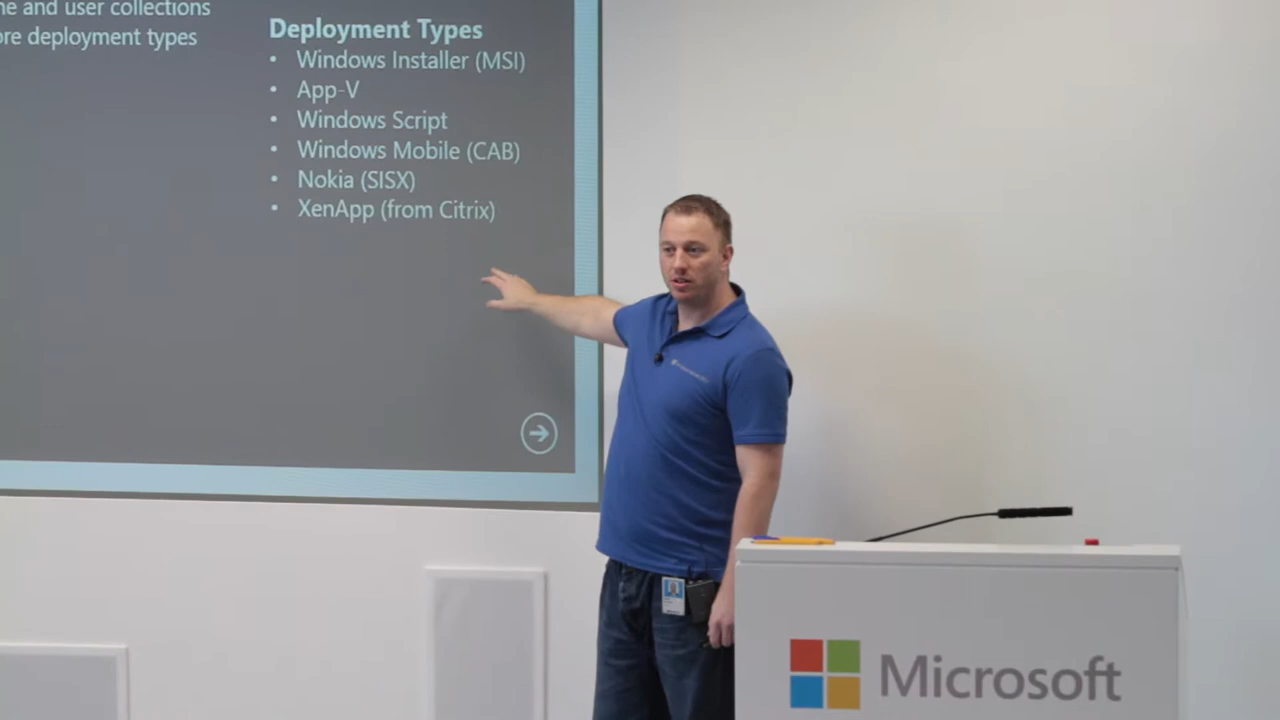 ne and user collections
ore deployment types
Deployment Types
• Windows Installer (MSI)
• App-V
• Windows Script
• Windows Mobile (CAB)
• Nokia (SISX)
• XenApp (from Citrix)
Microsoft